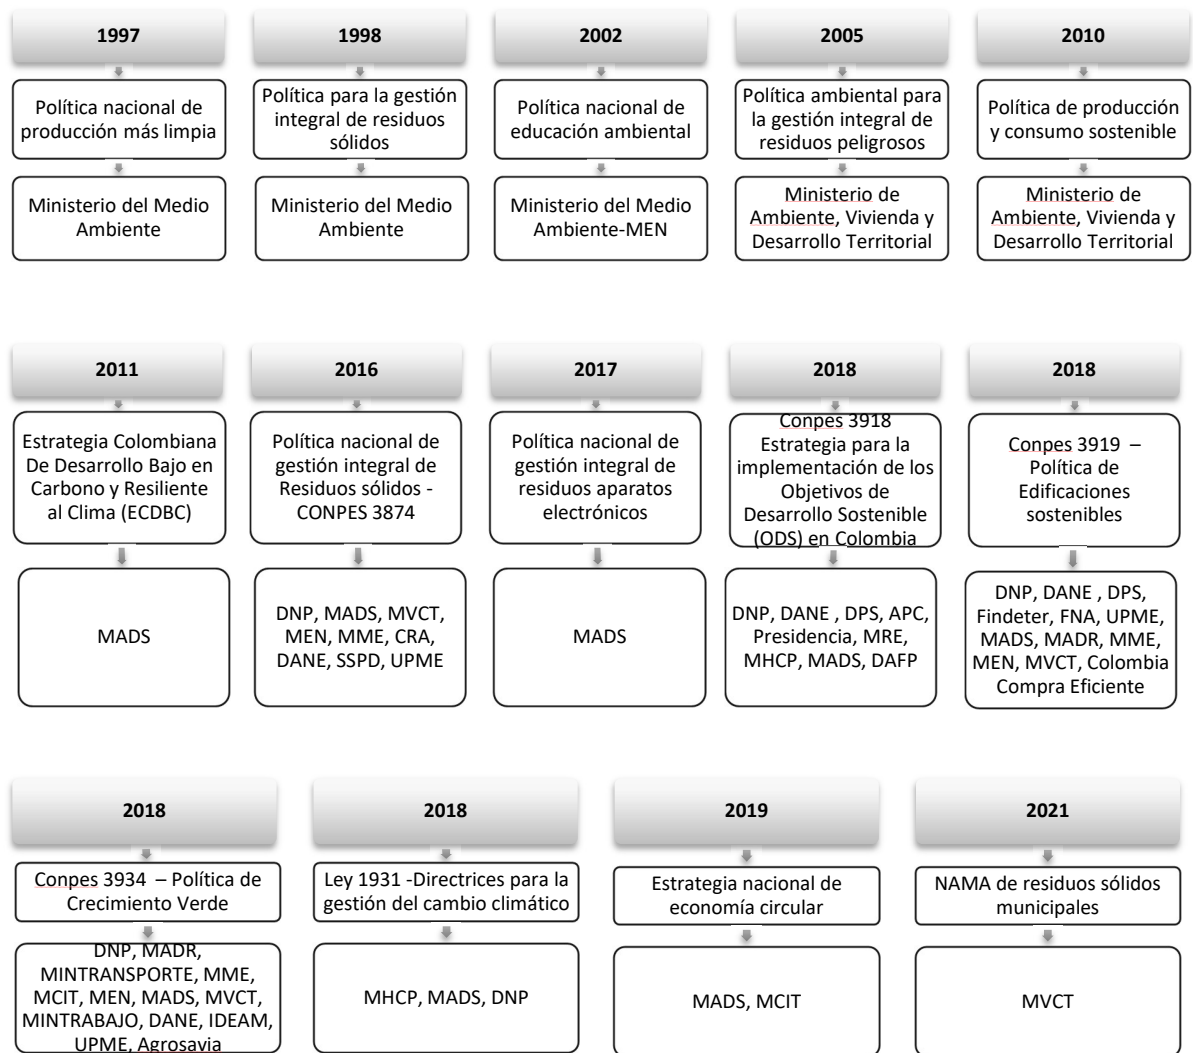 1997
Política nacional de
producción más limpia
Ministerio del Medio
Ambiente
1998
Política para la gestión
integral de residuos
sólidos
Ministerio del Medio
Ambiente
2002
Política nacional de
educación ambiental
Ministerio del Medio
Ambiente-MEN
2005
Política ambiental para
la gestión integral de
residuos peligrosos
Ministerio de
Ambiente, Vivienda y
Desarrollo Territorial
2010
Política de producción
y consumo sostenible
Ministerio de
Ambiente, Vivienda y
Desarrollo Territorial
2011
Estrategia Colombiana
De Desarrollo Bajo en
Carbono y Resiliente
al Clima (ECDBC)
MADS
2016
Política nacional de
gestión integral de
Residuos sólidos -
CONPES 3874
DNP, MADS, MVCT,
MEN, MME, CRA,
DANE, SSPD, UPME
2017
Política nacional de
gestión integral de
residuos aparatos
electrónicos
MADS
2018
Conpes 3918
Estrategia para la
implementación de los
Objetivos de
Desarrollo Sostenible
(ODS) en Colombia
DNP, DANE , DPS, APC,
Presidencia, MRE,
MHCP, MADS, DAFP
2018
Conpes 3919 –
Política de
Edificaciones
sostenibles
DNP, DANE , DPS,
Findeter, FNA, UPME,
MADS, MADR, MME,
MEN, MVCT, Colombia
Compra Eficiente
2018
Conpes 3934 – Política de
Crecimiento Verde
DNP, MADR,
MINTRANSPORTE, MME,
MCIT, MEN, MADS, MVCT,
MINTRABAJO, DANE, IDEAM,
UPME, Agrosavia
2018
Ley 1931 -Directrices para la
gestión del cambio climático
MHCP, MADS, DNP
2019
Estrategia nacional de
economía circular
MADS, MCIT
2021
NAMA de residuos sólidos
municipales
MVCT